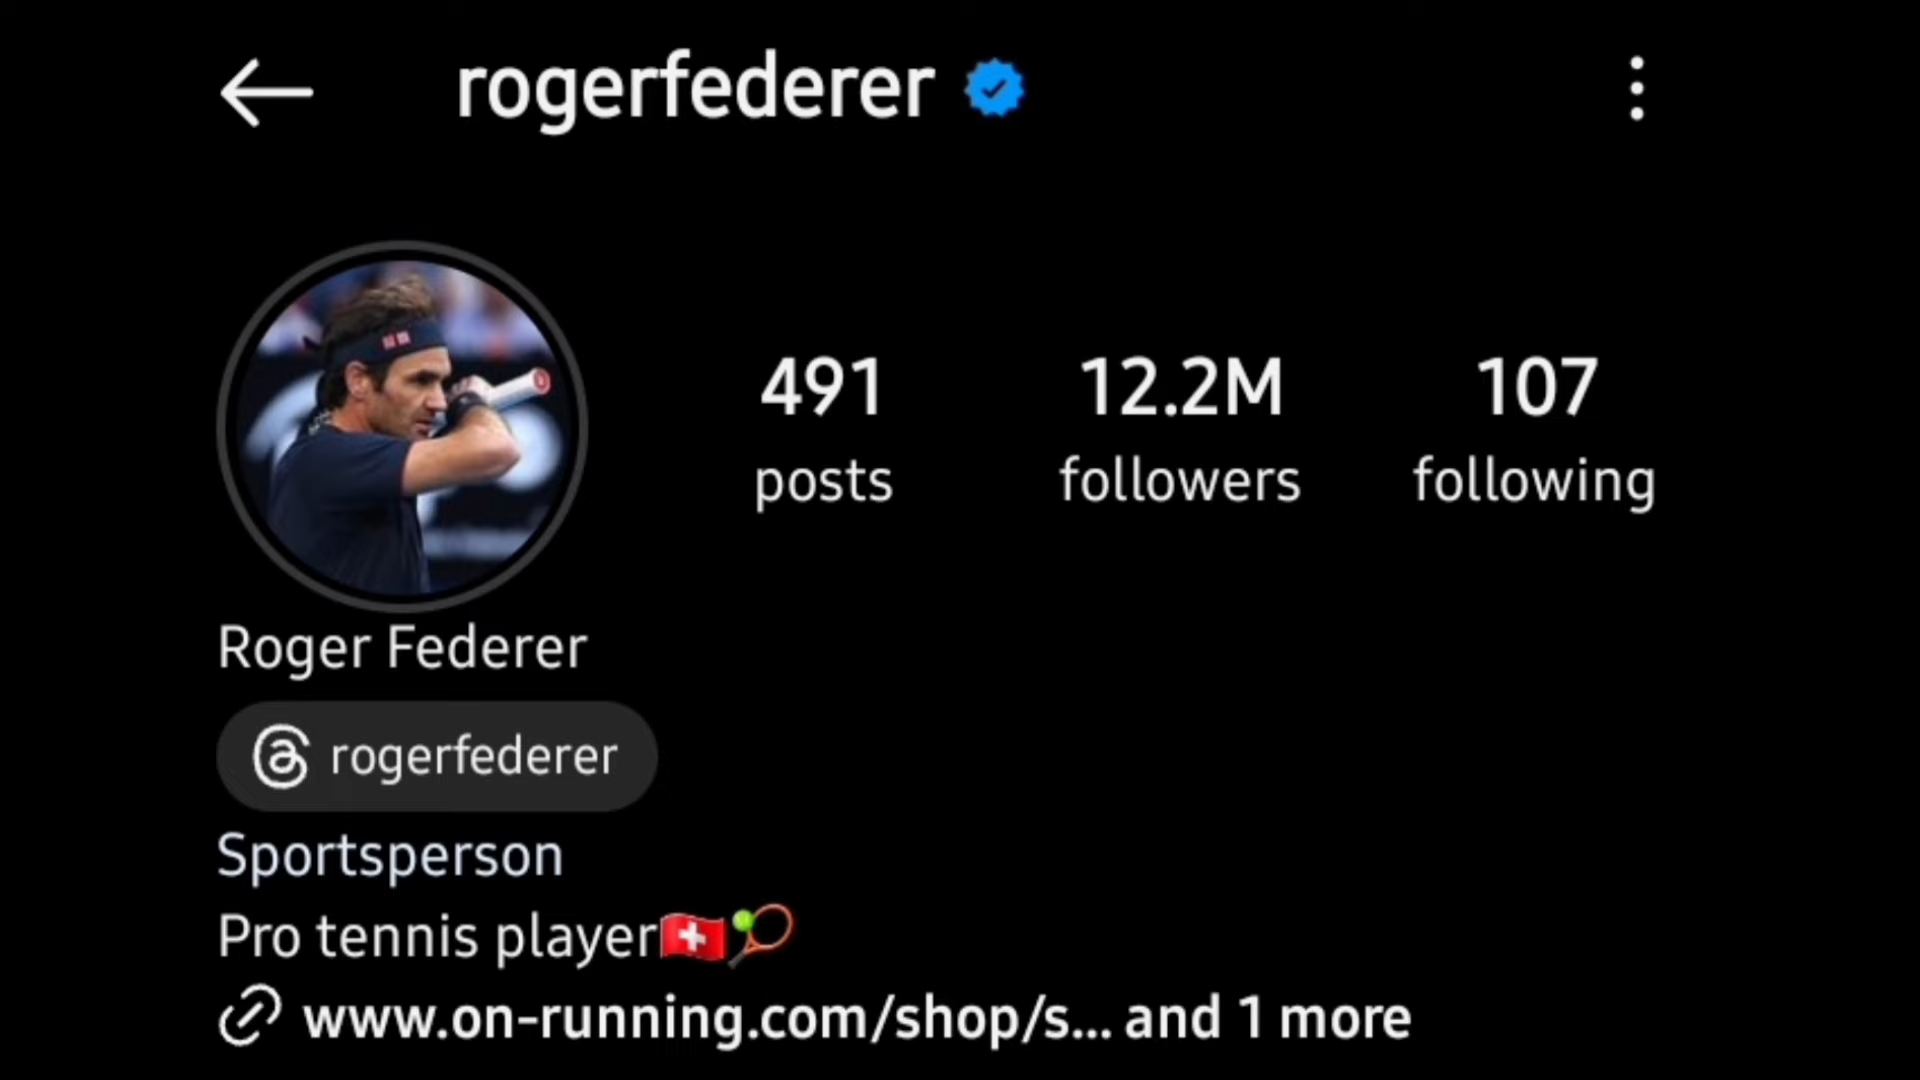 rogerfederer
491 12.2M 107
posts followers following
Roger Federer
rogerfederer
Sportsperson
Pro tennis player🇨🇭🎾
www.on-running.com/shop/s... and 1 more